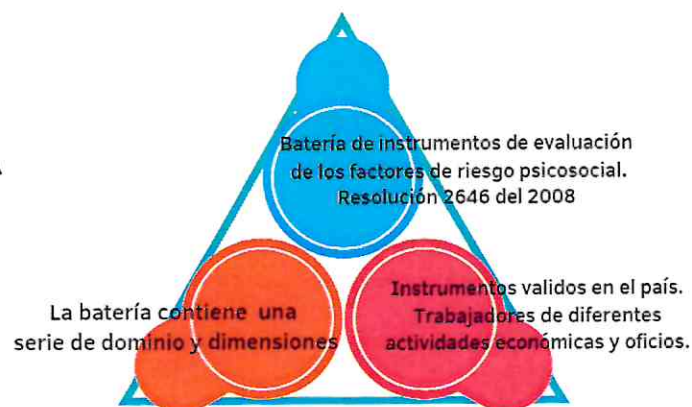 Batería de instrumentos de evaluación
de los factores de riesgo psicosocial.
Resolución 2646 del 2008
Instrumentos validos en el país.
Trabajadores de diferentes
actividades económicas y oficios.
La batería contiene una
serie de dominio y dimensiones